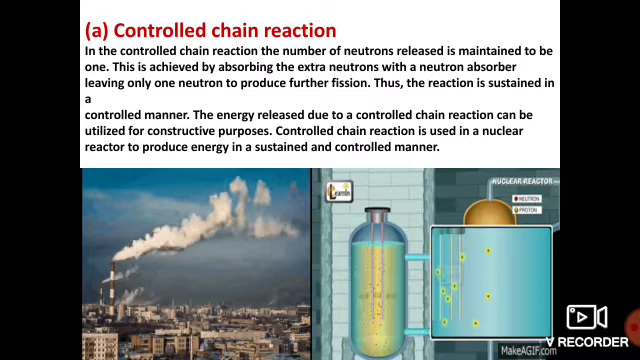 (a) Controlled chain reaction
In the controlled chain reaction the number of neutrons released is maintained to be
one. This is achieved by absorbing the extra neutrons with a neutron absorber
leaving only one neutron to produce further fission. Thus, the reaction is sustained in
a
controlled manner. The energy released due to a controlled chain reaction can be
utilized for constructive purposes. Controlled chain reaction is used in a nuclear
reactor to produce energy in a sustained and controlled manner.
NUCLEAR REACTOR
NEUTRON
PROTON
MakeAGIF.com
RECORDER